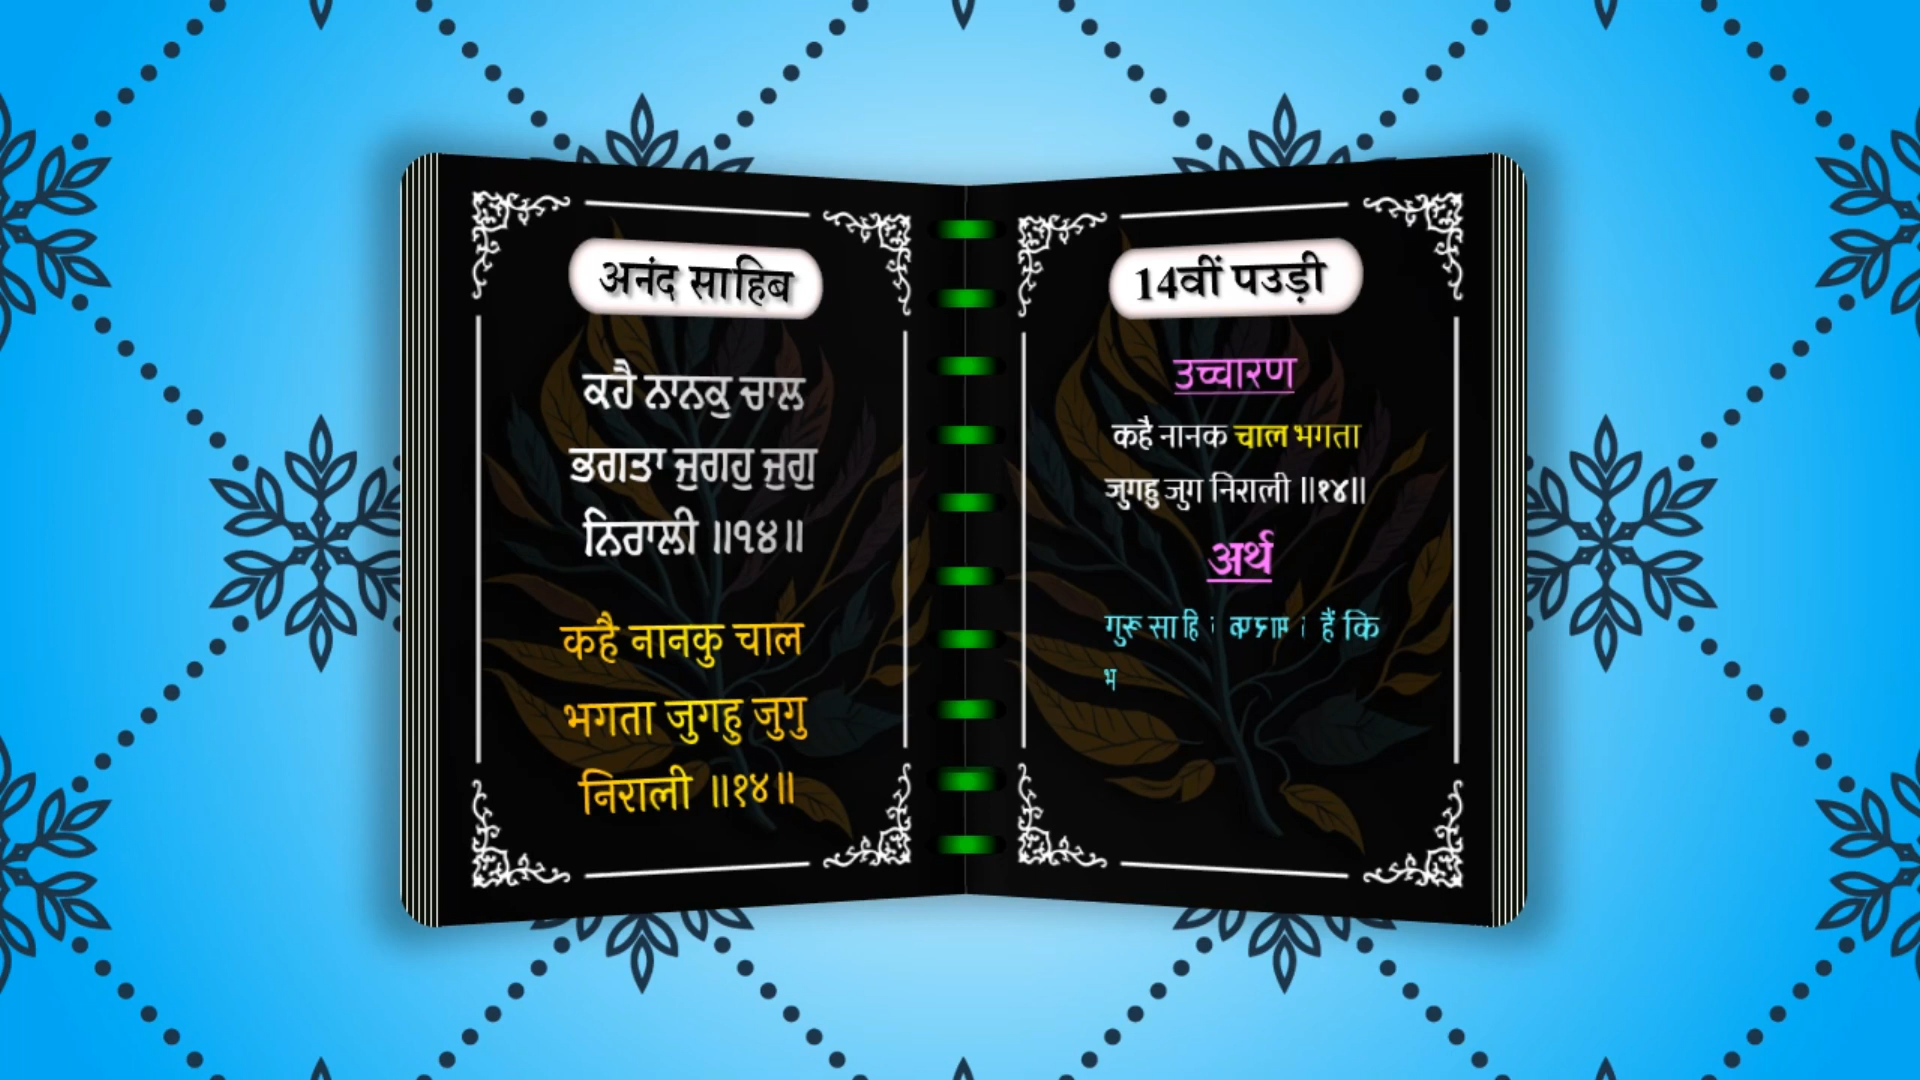 अनंद साहिब
ਕਹੈ ਨਾਨਕੁ ਚਾਲ
ਭਗਤਾ ਜੁਗਹੁ ਜੁਗੁ
ਨਿਰਾਲੀ ॥੧੪॥
कहै नानकु चाल
भगता जुगहु जुगु
निराली ॥१४॥
14वीं पउड़ी
उच्चारण
कहै नानक चाल भगता
जुगहु जुग निराली ॥१४॥
अर्थ
गुरू हैं कि